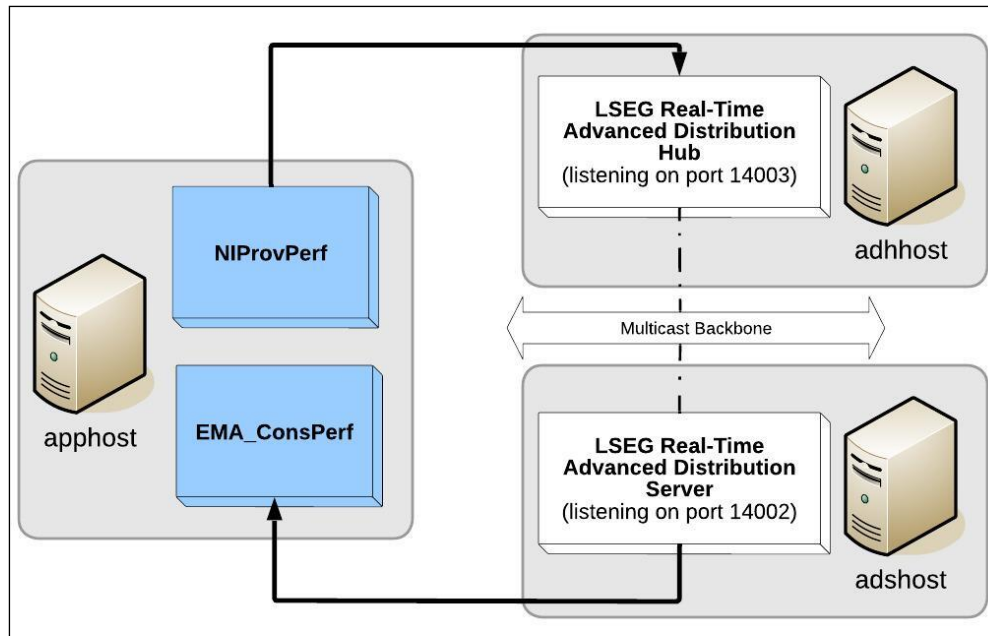 LSEG Real-Time
Advanced Distribution
Hub
(listening on port 14003)
adhhost
NIProvPerf
apphost
EMA_ConsPerf
Multicast Backbone
LSEG Real-Time
Advanced Distribution
Server
(listening on port 14002)
adshost